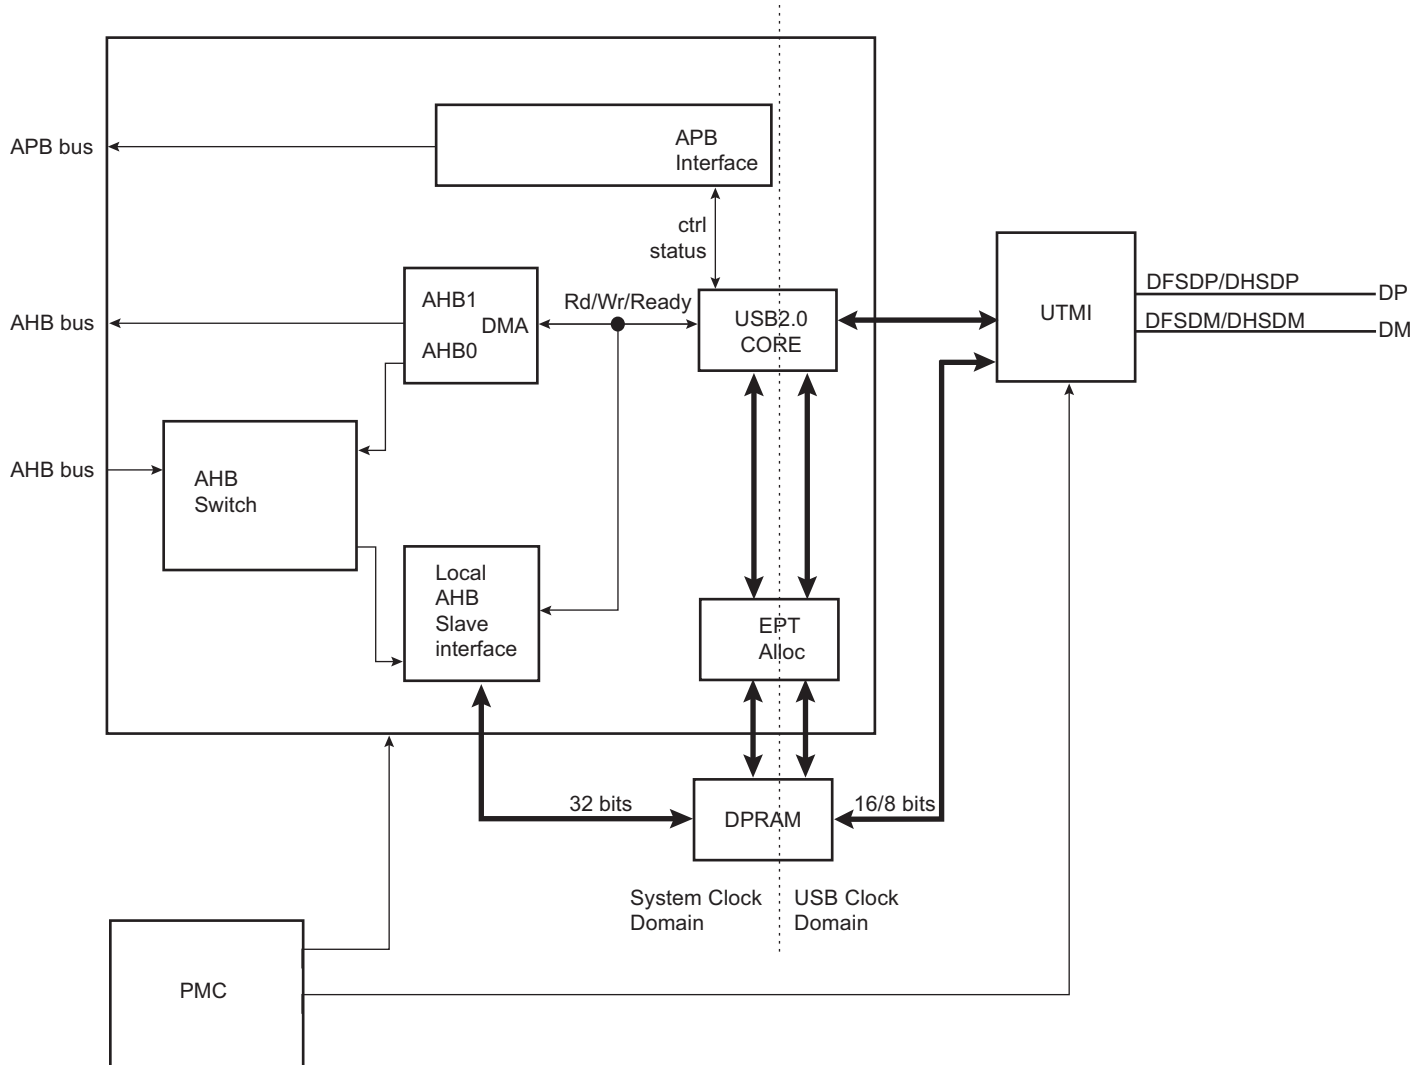 APB bus
APB
Interface
ctrl
status
AHB bus
AHB1
DMA
AHB0
Rd/Wr/Ready
USB2.0
CORE
UTMI
DFSDP/DHSDP
DP
DFSDM/DHSDM
DM
AHB bus
AHB
Switch
Local
AHB
Slave
interface
EPT
Alloc
32 bits
DPRAM
16/8 bits
System Clock
Domain
USB Clock
Domain
PMC